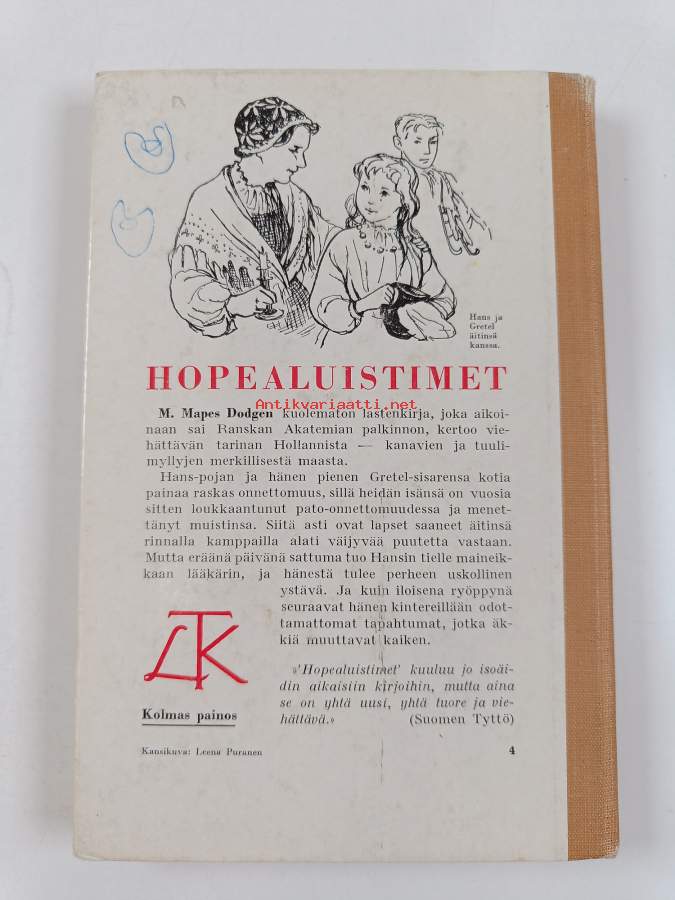 Hans ja
Gretel
äitinsä
kanssa.
HOPEALUISTIMET
Antikvariaatti.net
M. Mapes Dodgen kuolematon lastenkirja, joka aikoi-
naan sai Ranskan Akatemian palkinnon, kertoo vie-
hättävän tarinan Hollannista — kanavien ja tuuli-
myllyjen merkillisestä maasta.
Hans-pojan ja hänen pienen Gretel-sisarensa kotia
painaa raskas onnettomuus, sillä heidän isänsä on vuosia
sitten loukkaantunut pato-onnettomuudessa ja menet-
tänyt muistinsa. Siitä asti ovat lapset saaneet äitinsä
rinnalla kamppailla alati väijyvää puutetta vastaan.
Mutta eräänä päivänä sattuma tuo Hansin tielle maineik-
kaan lääkärin, ja hänestä tulee perheen uskollinen
ystävä. Ja kuin iloisena ryöppynä
seuraavat hänen kintereillään odot-
tamattomat tapahtumat, jotka äk-
kiä muuttavat kaiken.
LTK
Kolmas painos
»'Hopealuistimet' kuuluu jo isoäi-
din aikaisiin kirjoihin, mutta aina
se on yhtä uusi, yhtä tuore ja vie-
hättävä.» (Suomen Tyttö)
Kansikuva: Leena Puranen 4